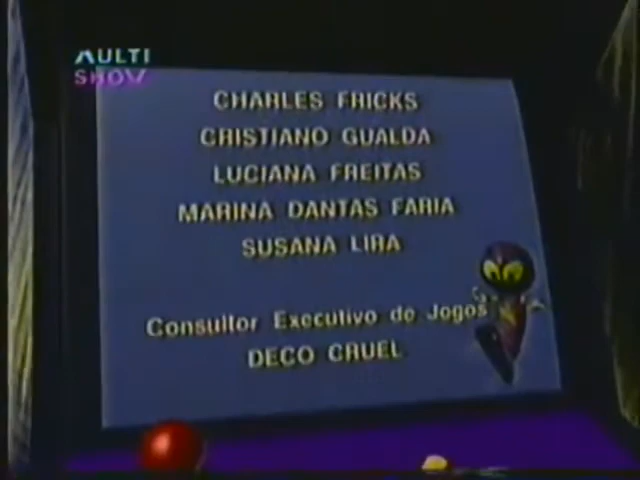 MULTI
SHOW
CHARLES FRICKS
CRISTIANO GUALDA
LUCIANA FREITAS
MARINA DANTAS FARIA
SUSANA LIRA
Consultor Executivo de Jogos
DECO CRUEL